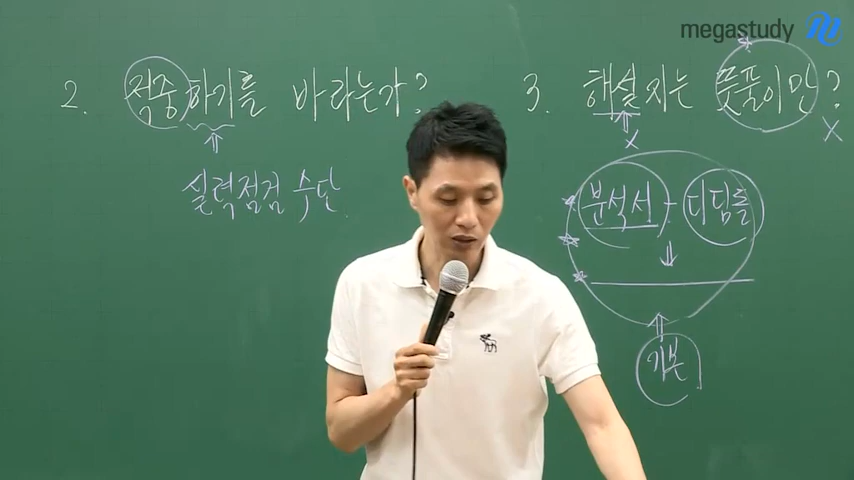 megastudy
2. 적중하기를 바라는가?
실력점검 수단.
3. 해설지는 뜻풀이만?
X
X
분석서 - 디딤돌
기본